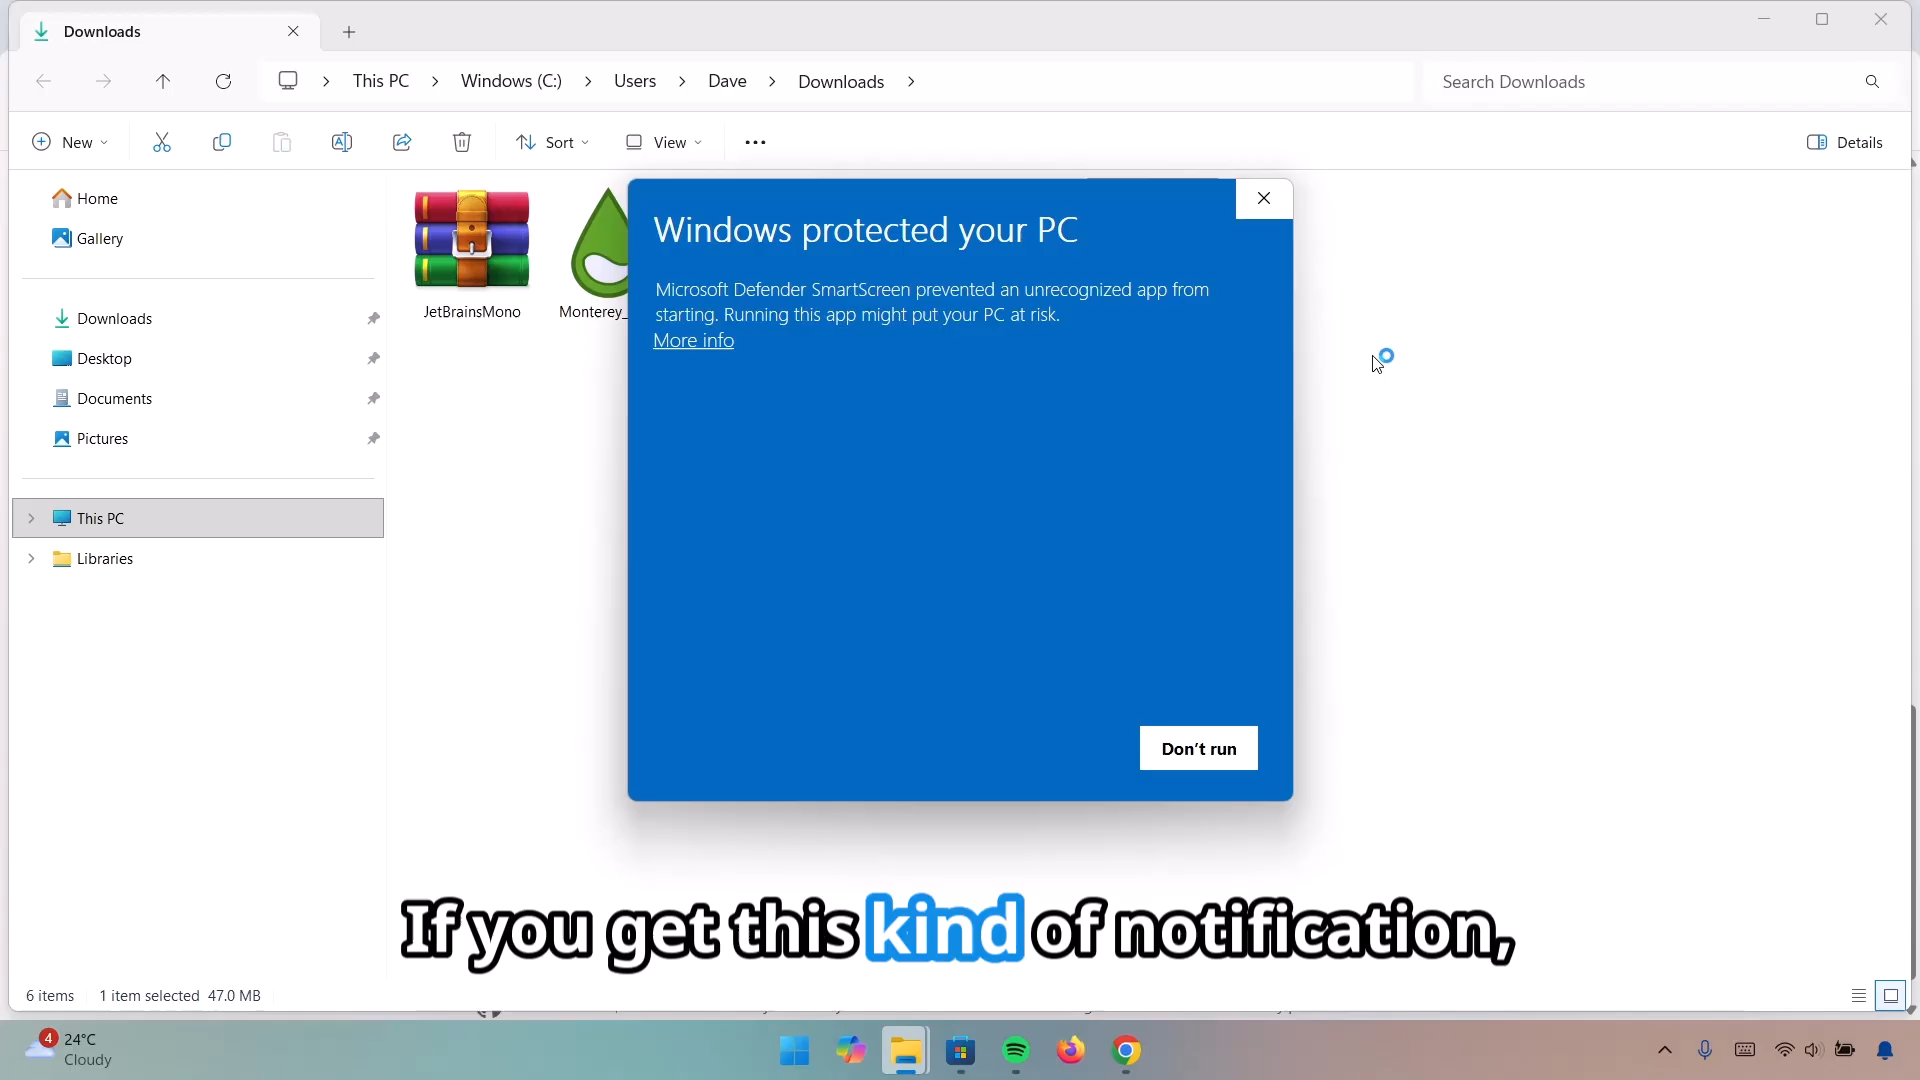 Downloads
This PC
Windows (C:)
Users
Dave
Downloads
Search Downloads
New
Sort
View
Details
Home
Gallery
Downloads
Desktop
Documents
Pictures
This PC
Libraries
JetBrainsMono
Monterey_
Windows protected your PC
Microsoft Defender SmartScreen prevented an unrecognized app from
starting. Running this app might put your PC at risk.
More info
Don't run
If you get this kind of notification,
6 items
1 item selected 47.0 MB
4
24°C
Cloudy